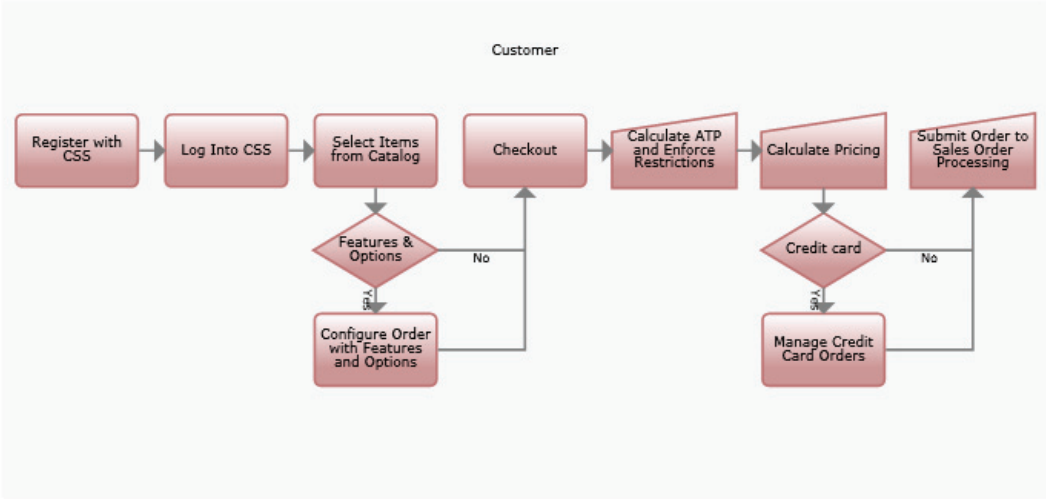 Customer
Register with
CSS
Log Into CSS
Select Items
from Catalog
Checkout
Calculate ATP
and Enforce
Restrictions
Calculate Pricing
Submit Order to
Sales Order
Processing
Features &
Options
No
Yes
Configure Order
with Features
and Options
Credit card
No
Yes
Manage Credit
Card Orders